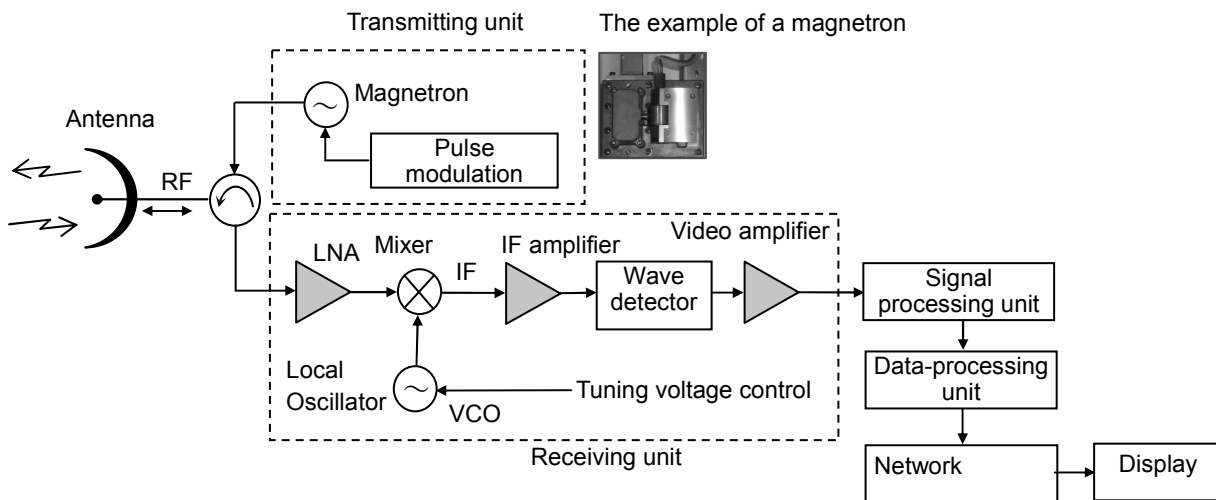 Transmitting unit
The example of a magnetron
Magnetron
Antenna
Pulse
modulation
RF
LNA
Mixer
IF
IF amplifier
Video amplifier
Wave
detector
Signal
processing unit
Data-processing
unit
Local
Oscillator
VCO
Tuning voltage control
Receiving unit
Network
Display